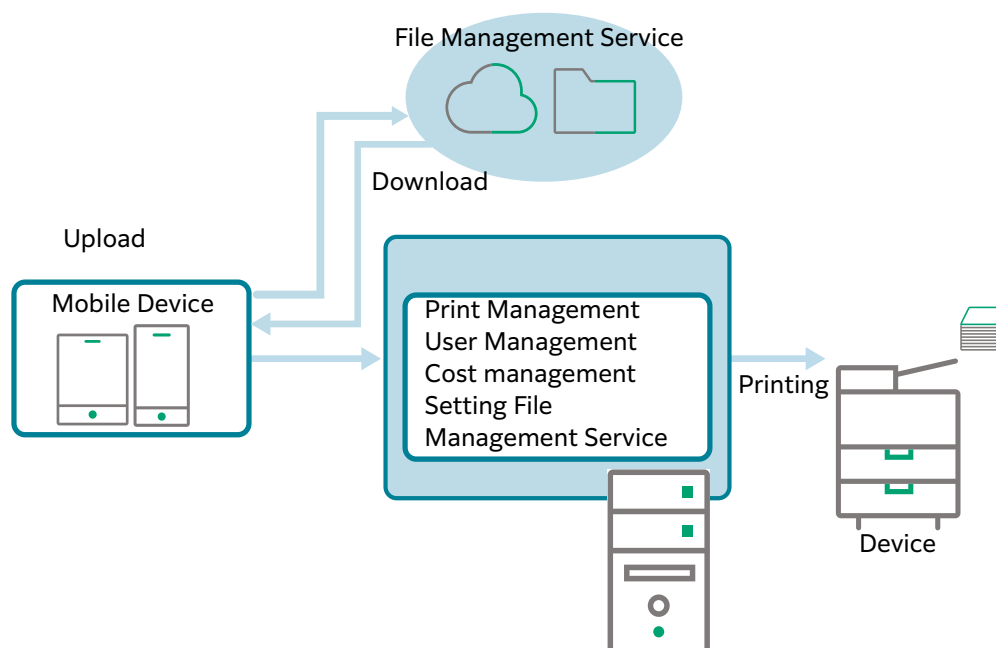 File Management Service
Download
Upload
Mobile Device
Print Management
User Management
Cost management
Setting File
Management Service
Printing
Device